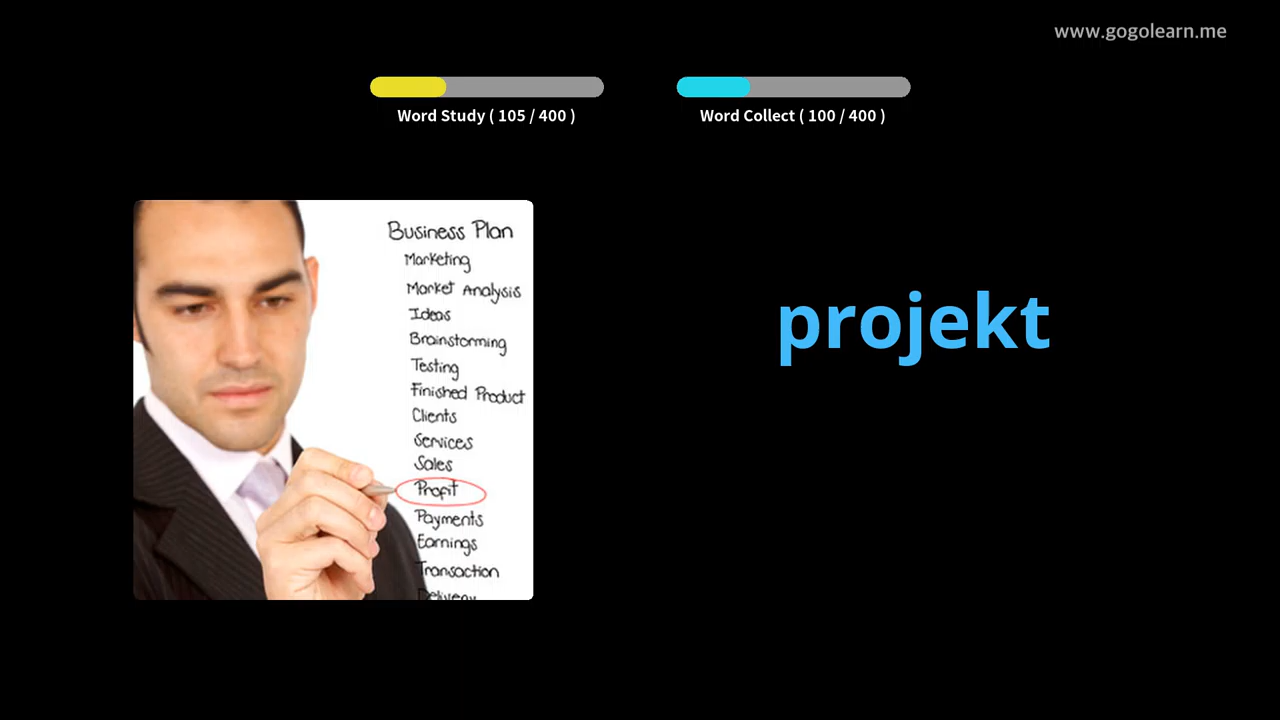 www.gogolearn.me
Word Study ( 105 / 400 )
Word Collect ( 100 / 400 )
Business Plan
Marketing
Market Analysis
Ideas
Brainstorming
Testing
Finished Product
Clients
Services
Sales
Profit
Payments
Earnings
Transaction
Delivery
projekt